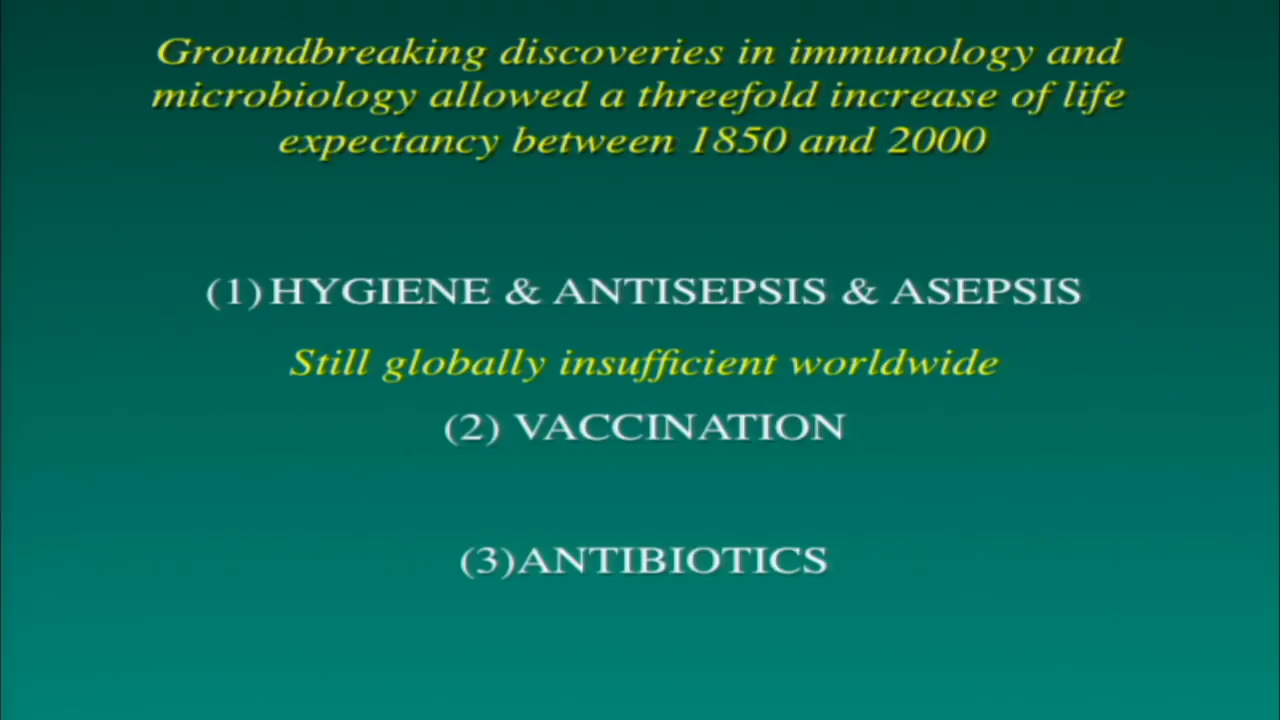 Groundbreaking discoveries in immunology and
microbiology allowed a threefold increase of life
expectancy between 1850 and 2000
(1) HYGIENE & ANTISEPSIS & ASEPSIS
Still globally insufficient worldwide
(2) VACCINATION
(3)ANTIBIOTICS